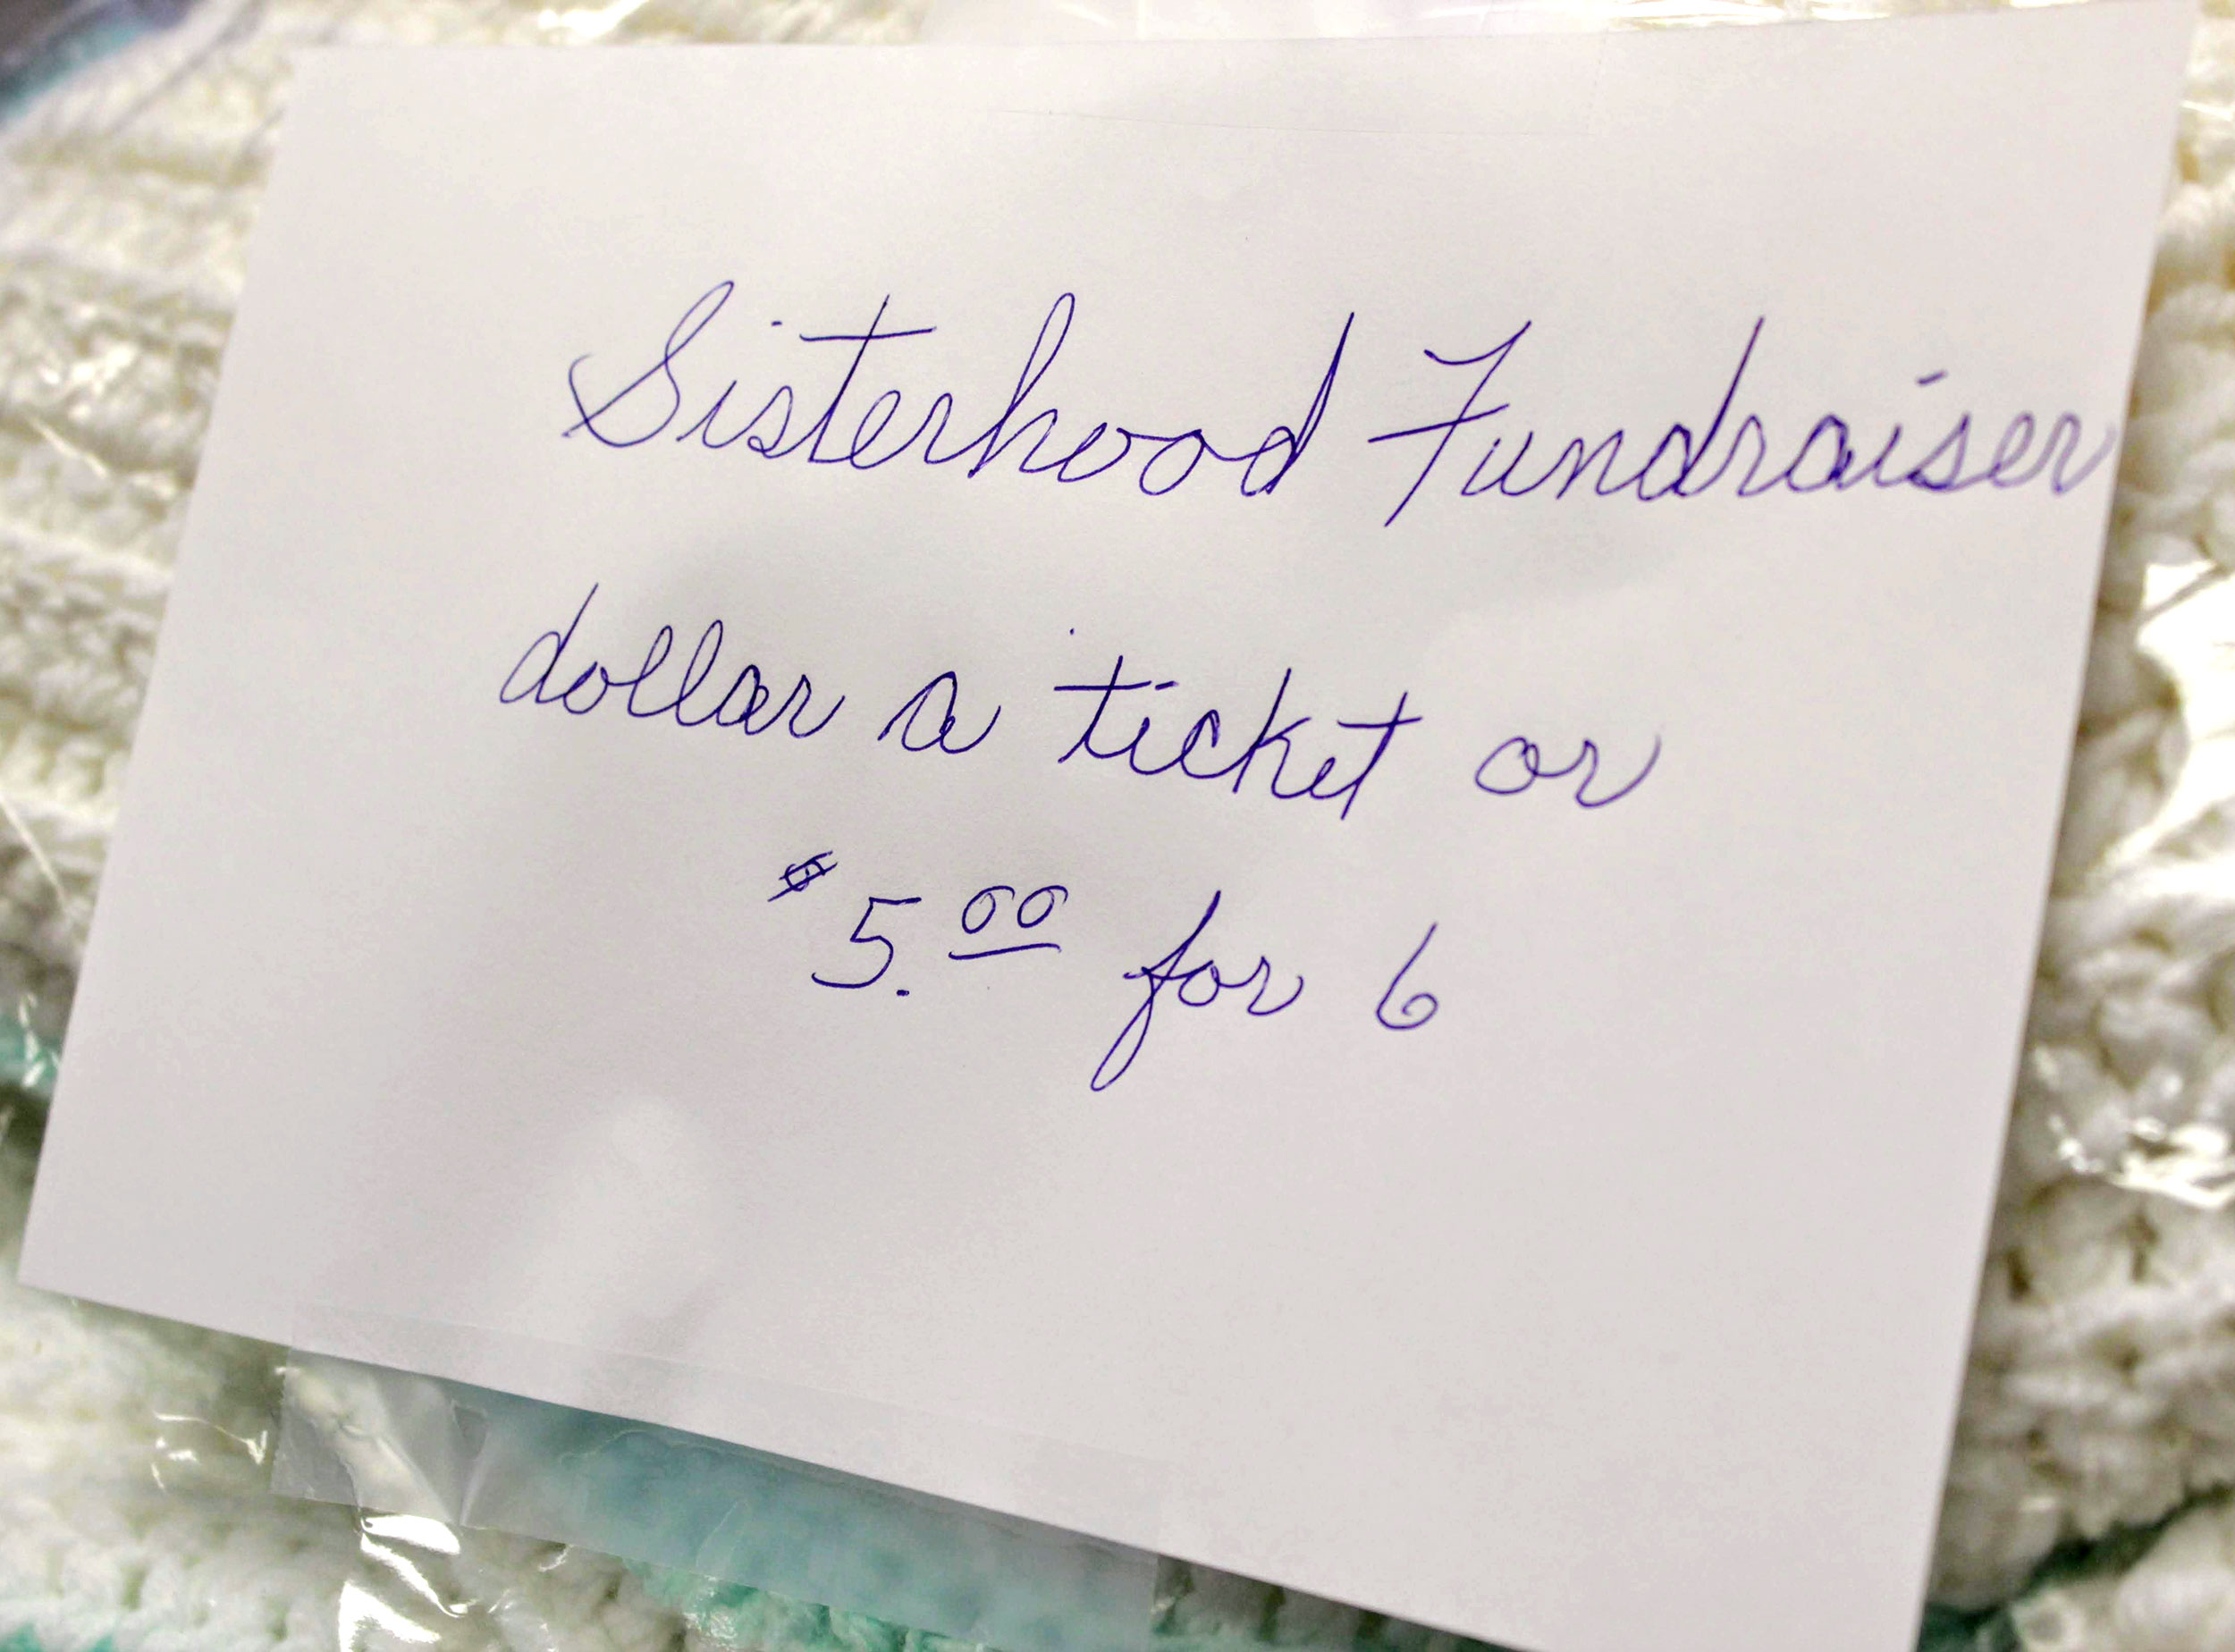 Sisterhood Fundraiser
dollar a ticket or
$5.00 for 6